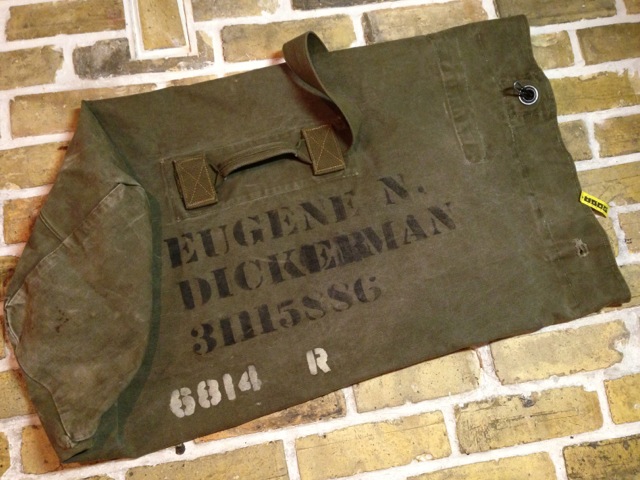 EUGENE N.
DICKERMAN
31115886
6814 R